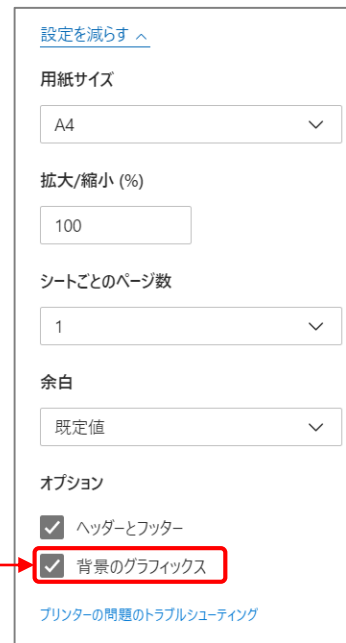 設定を減らす
用紙サイズ
A4
拡大/縮小 (%)
100
シートごとのページ数
1
余白
既定値
オプション
ヘッダーとフッター
背景のグラフィックス
プリンターの問題のトラブルシューティング